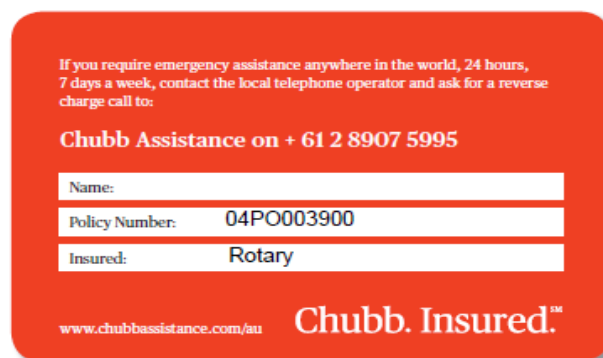 If you require emergency assistance anywhere in the world, 24 hours,
7 days a week, contact the local telephone operator and ask for a reverse
charge call to:
Chubb Assistance on + 61 2 8907 5995
Name:
Policy Number: 04PO003900
Insured: Rotary
www.chubbassistance.com/au Chubb. Insured.℠